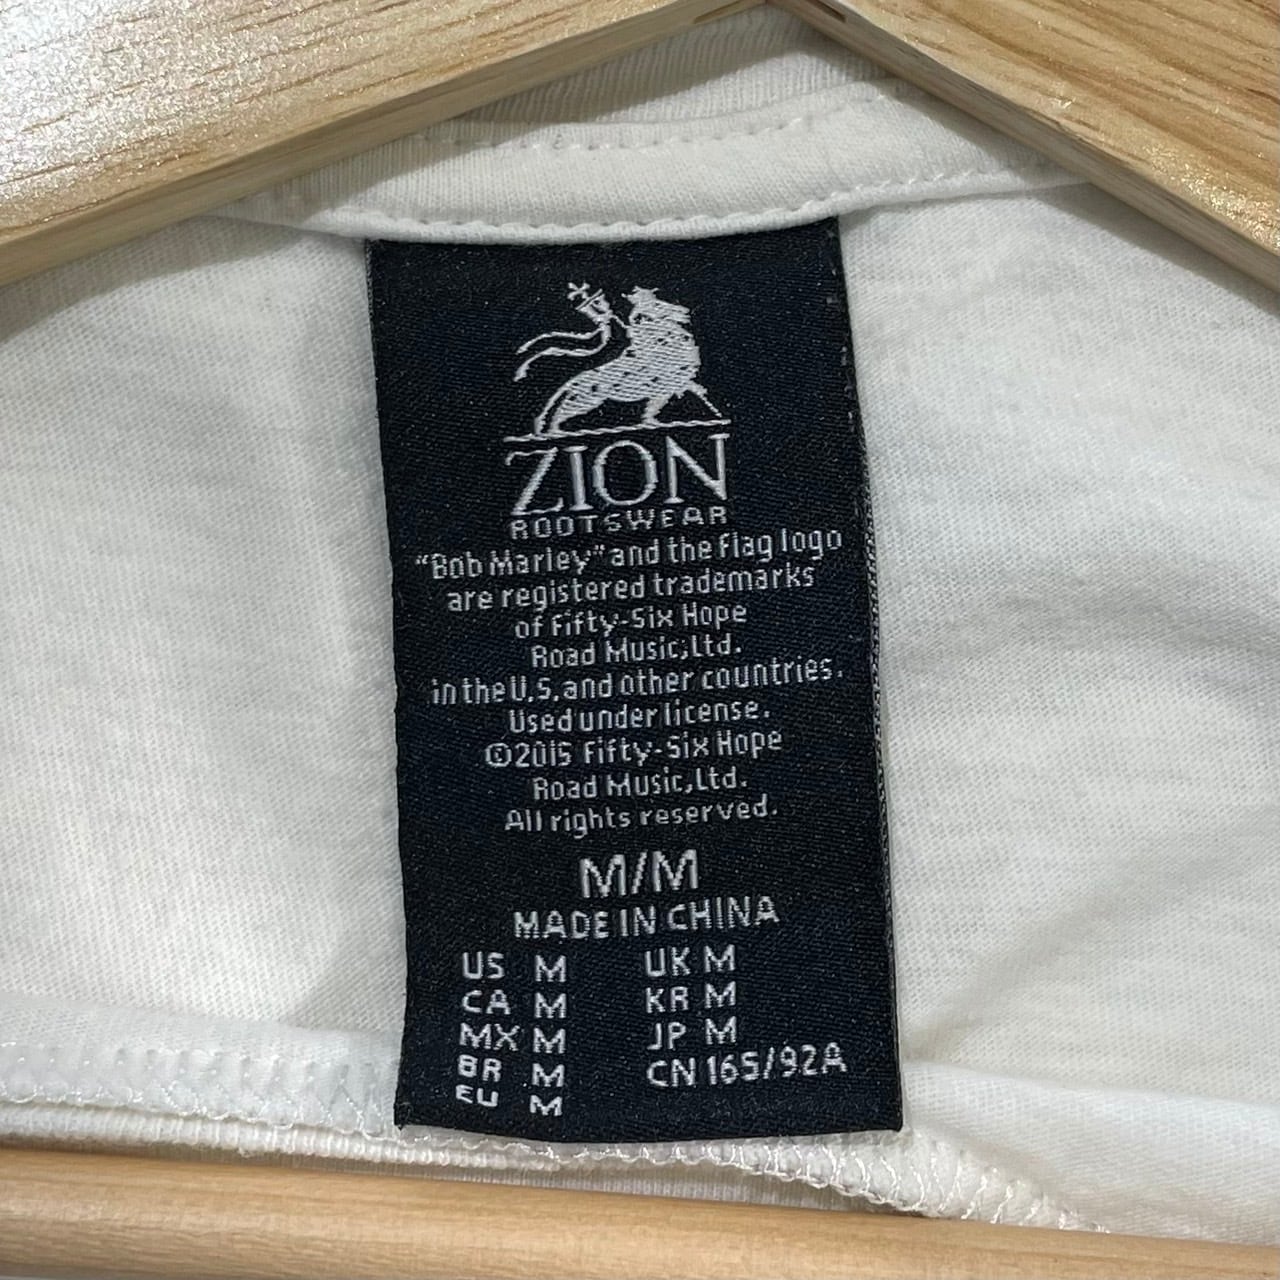 ZION
ROOTSWEAR
"Bob Marley" and the Flag logo
are registered trademarks
of Fifty-Six Hope
Road Music,Ltd.
in the U.S. and other countries.
Used under license.
©2015 Fifty-Six Hope
Road Music,Ltd.
All rights reserved.
M/M
MADE IN CHINA
US M UK M
CA M KR M
MX M JP M
BR M CN 165/92A
EU M